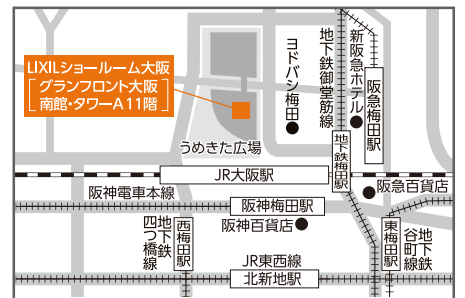 LIXILショールーム大阪
グランフロント大阪
南館・タワーA11階
うめきた広場
ヨドバシ梅田
地下鉄御堂筋線
新阪急ホテル
阪急梅田駅
地下鉄梅田駅
JR大阪駅
阪急百貨店
阪神電車本線
阪神梅田駅
阪神百貨店
地下鉄
四つ橋線
西梅田駅
東梅田駅
地下鉄
谷町線
JR東西線
北新地駅